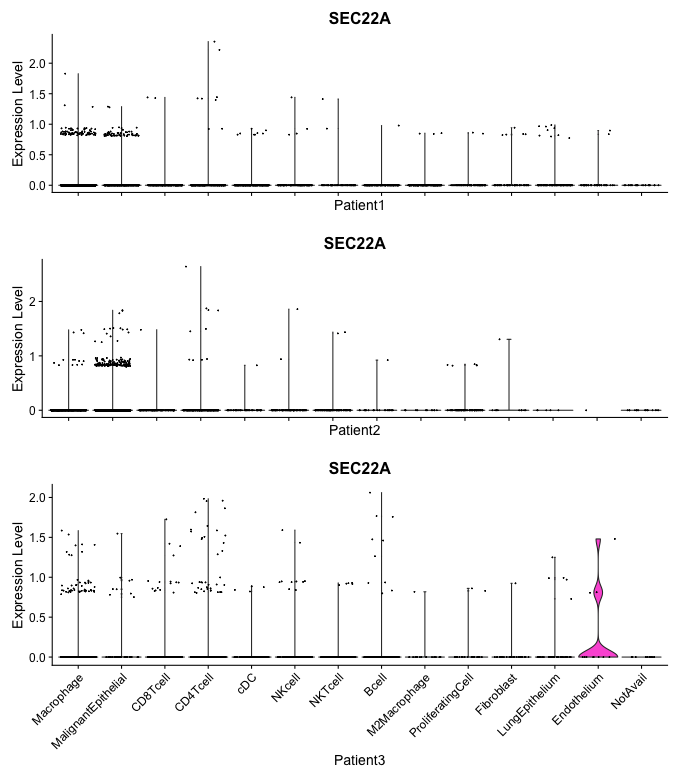 SEC22A
Expression Level
2.0
1.5
1.0
0.5
0.0
Patient1
SEC22A
Expression Level
2
1
0
Patient2
SEC22A
Expression Level
2.0
1.5
1.0
0.5
0.0
Macrophage
MalignantEpithelial
CD8Tcell
CD4Tcell
cDC
NKcell
NKTcell
Bcell
M2Macrophage
ProliferatingCell
Fibroblast
LungEpithelium
Endothelium
NotAvail
Patient3